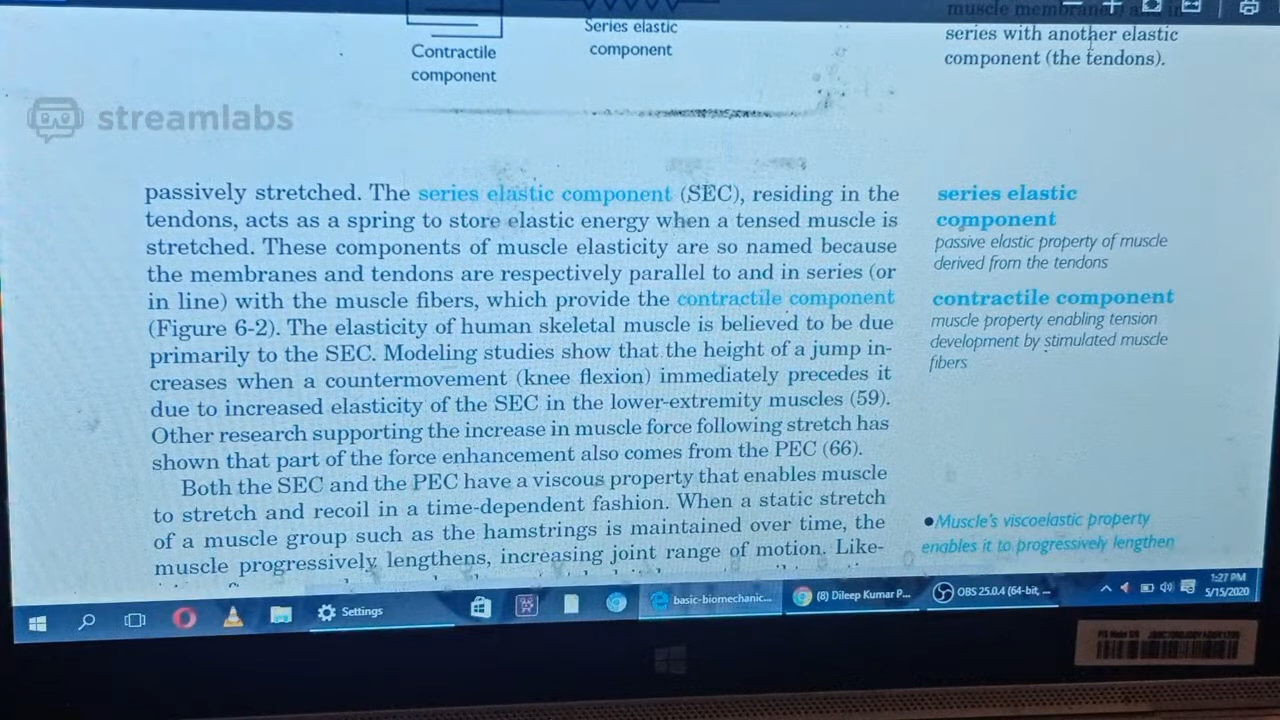 Contractile
component
Series elastic
component
muscle membrane
series with another elastic
component (the tendons).
streamlabs
passively stretched. The series elastic component (SEC), residing in the
tendons, acts as a spring to store elastic energy when a tensed muscle is
stretched. These components of muscle elasticity are so named because
the membranes and tendons are respectively parallel to and in series (or
in line) with the muscle fibers, which provide the contractile component
(Figure 6-2). The elasticity of human skeletal muscle is believed to be due
primarily to the SEC. Modeling studies show that the height of a jump in-
creases when a countermovement (knee flexion) immediately precedes it
due to increased elasticity of the SEC in the lower-extremity muscles (59).
Other research supporting the increase in muscle force following stretch has
shown that part of the force enhancement also comes from the PEC (66).
Both the SEC and the PEC have a viscous property that enables muscle
to stretch and recoil in a time-dependent fashion. When a static stretch
of a muscle group such as the hamstrings is maintained over time, the
muscle progressively lengthens, increasing joint range of motion. Like-
series elastic
component
passive elastic property of muscle
derived from the tendons
contractile component
muscle property enabling tension
development by stimulated muscle
fibers
●Muscle's viscoelastic property
enables it to progressively lengthen
Settings
basic-biomechanic...
(8) Dileep Kumar P...
OBS 25.0.4 (64-bit, ...
1:27 PM
5/15/2020